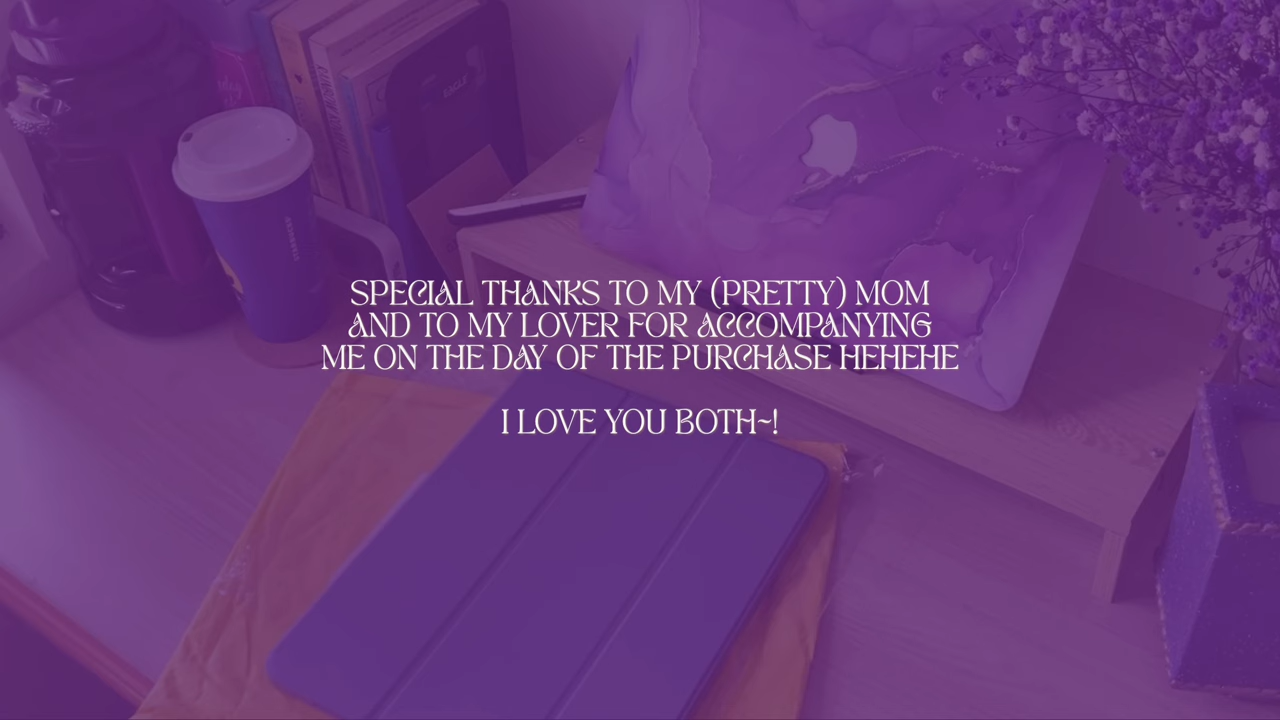 SPECIAL THANKS TO MY (PRETTY) MOM
AND TO MY LOVER FOR ACCOMPANYING
ME ON THE DAY OF THE PURCHASE HEHEHE
I LOVE YOU BOTH~!